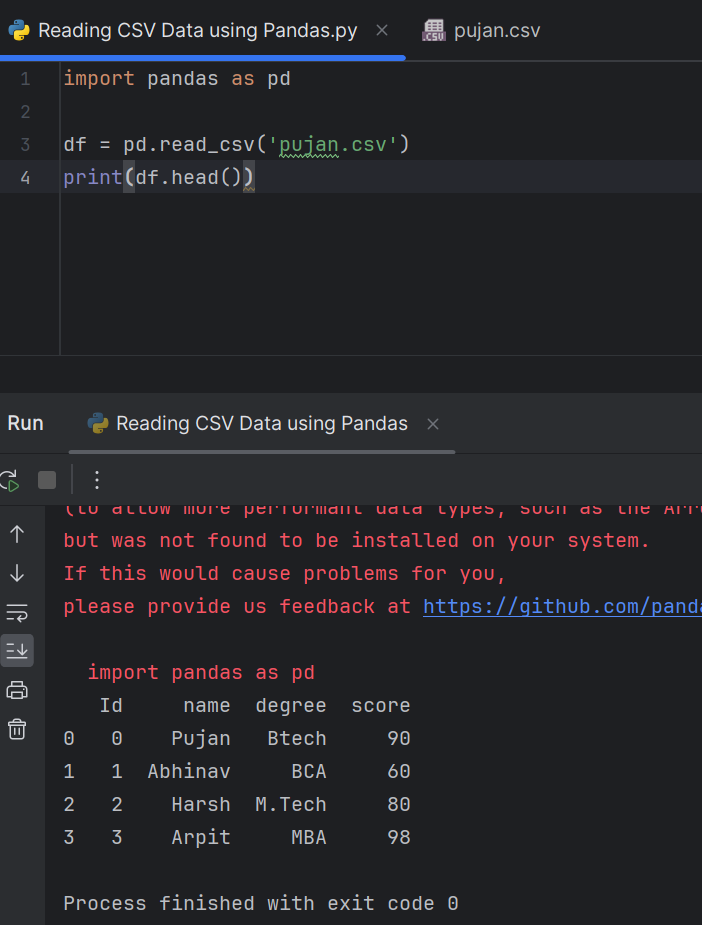 Reading CSV Data using Pandas.py
pujan.csv
1 import pandas as pd
2
3 df = pd.read_csv('pujan.csv')
4 print(df.head())
Run
Reading CSV Data using Pandas
(to allow more performant data types, such as the Arr
but was not found to be installed on your system.
If this would cause problems for you,
please provide us feedback at https://github.com/panda
import pandas as pd
Id name degree score
0 0 Pujan Btech 90
1 1 Abhinav BCA 60
2 2 Harsh M.Tech 80
3 3 Arpit MBA 98
Process finished with exit code 0